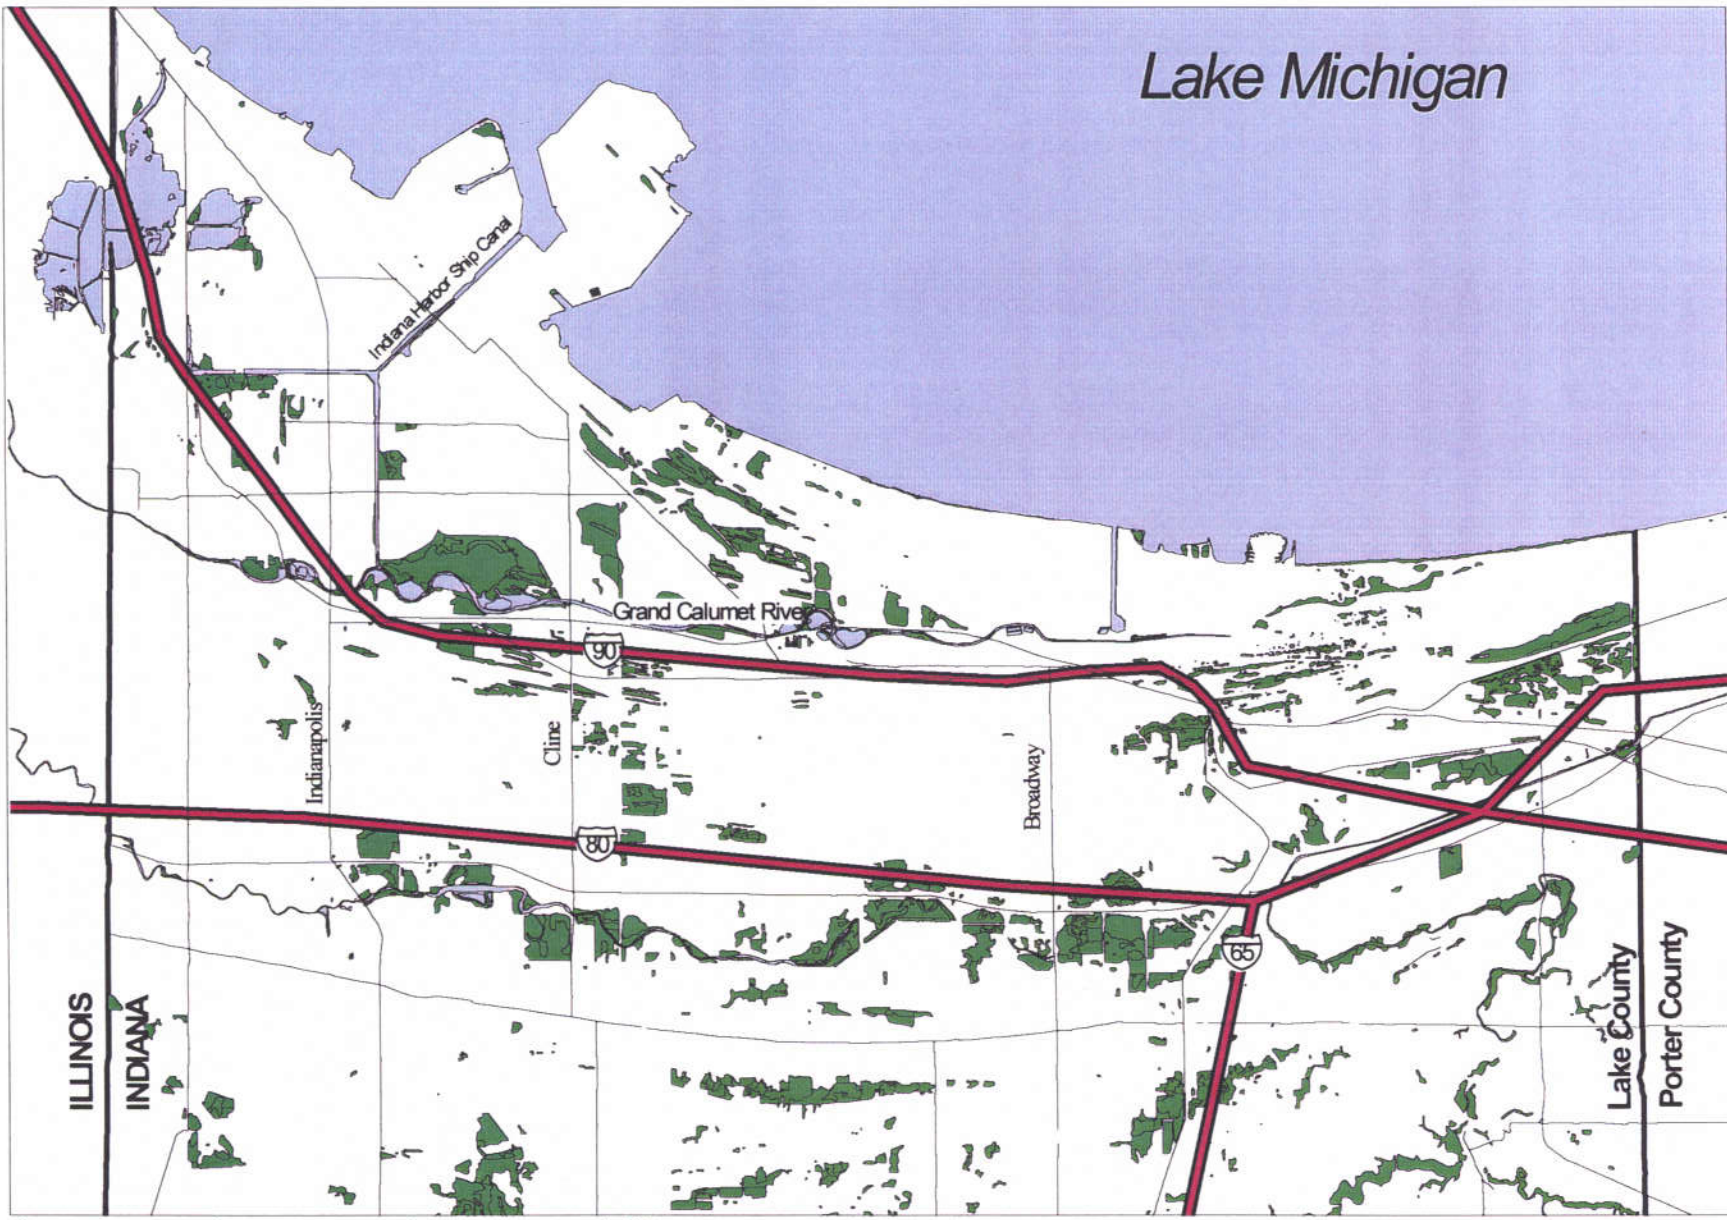 Lake Michigan
Indiana Harbor Ship Canal
Grand Calumet River
90
Indianapolis
Cline
Broadway
80
65
ILLINOIS
INDIANA
Lake County
Porter County